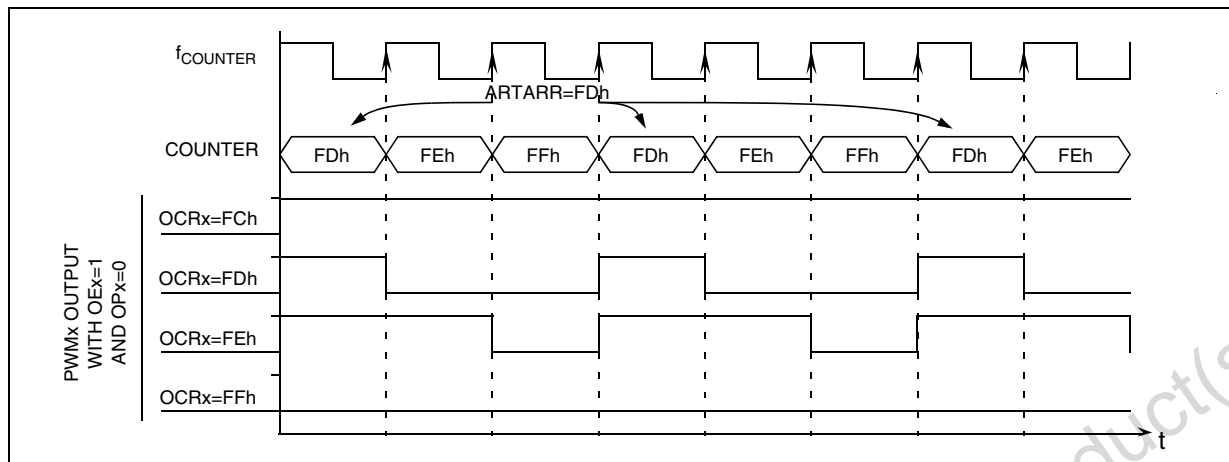 fCOUNTER
ARTARR=FDh
COUNTER
FDh FEh FFh FDh FEh FFh FDh FEh
PWMx OUTPUT
WITH OEx=1
AND OPx=0
OCRx=FCh
OCRx=FDh
OCRx=FEh
OCRx=FFh
t
duct(s